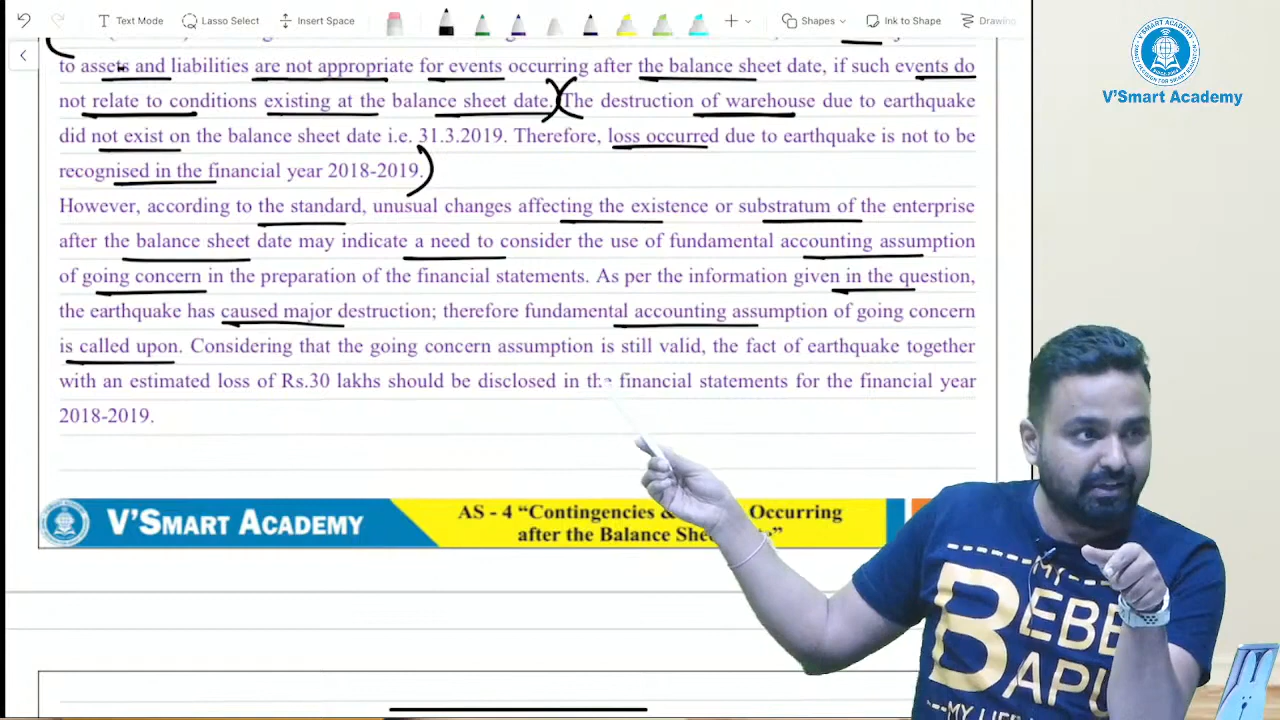 Text Mode
Lasso Select
Insert Space
Shapes
Ink to Shape
Drawing
V'Smart Academy
to assets and liabilities are not appropriate for events occurring after the balance sheet date, if such events do
not relate to conditions existing at the balance sheet date. The destruction of warehouse due to earthquake
did not exist on the balance sheet date i.e. 31.3.2019. Therefore, loss occurred due to earthquake is not to be
recognised in the financial year 2018-2019.
However, according to the standard, unusual changes affecting the existence or substratum of the enterprise
after the balance sheet date may indicate a need to consider the use of fundamental accounting assumption
of going concern in the preparation of the financial statements. As per the information given in the question,
the earthquake has caused major destruction; therefore fundamental accounting assumption of going concern
is called upon. Considering that the going concern assumption is still valid, the fact of earthquake together
with an estimated loss of Rs.30 lakhs should be disclosed in the financial statements for the financial year
2018-2019.
V'SMART ACADEMY
AS - 4 “Contingencies & Occurring
after the Balance Sheet Date”
MY
BEBE
BAPU
MY LIFE